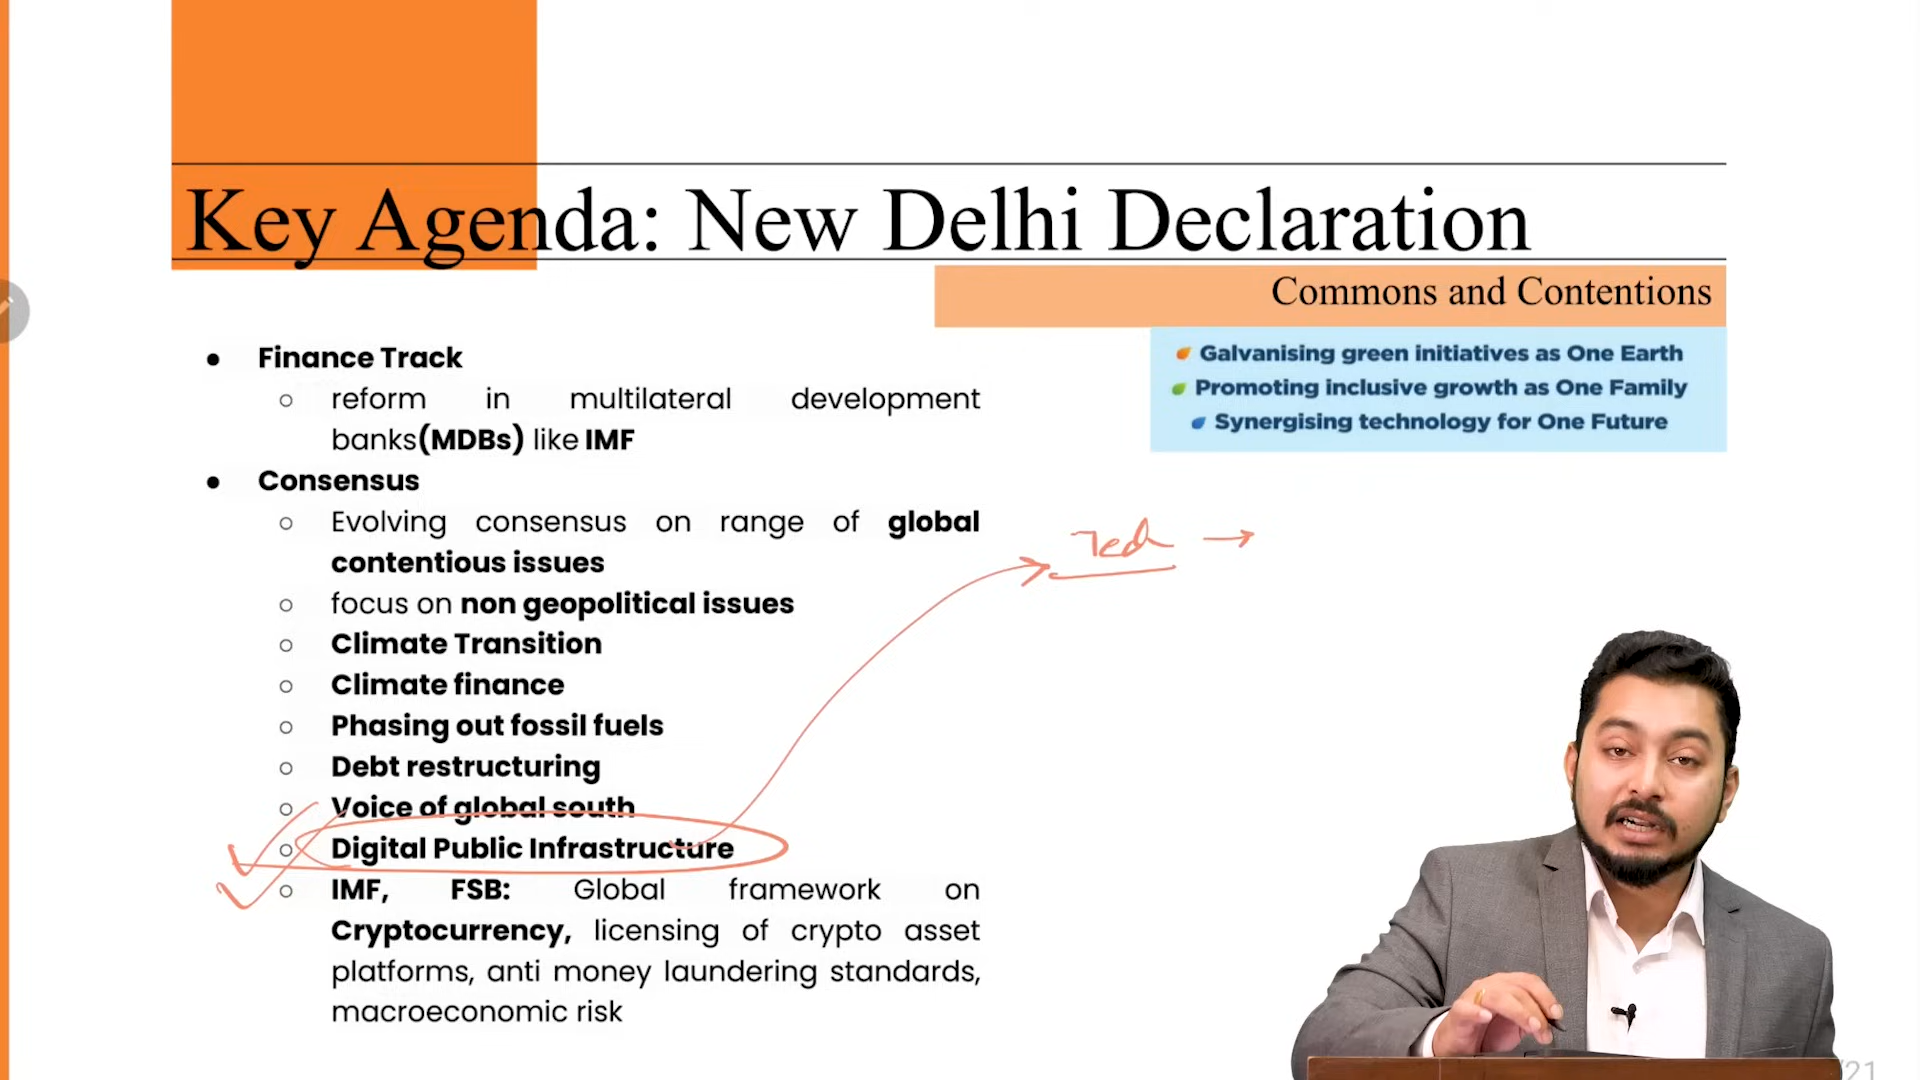 Key Agenda: New Delhi Declaration
Commons and Contentions
Galvanising green initiatives as One Earth
Promoting inclusive growth as One Family
Synergising technology for One Future
● Finance Track
○ reform in multilateral development
banks(MDBs) like IMF
● Consensus
○ Evolving consensus on range of global
contentious issues
○ focus on non geopolitical issues
○ Climate Transition
○ Climate finance
○ Phasing out fossil fuels
○ Debt restructuring
○ Voice of global south
○ Digital Public Infrastructure
○ IMF, FSB: Global framework on
Cryptocurrency, licensing of crypto asset
platforms, anti money laundering standards,
macroeconomic risk
Tech →
/21